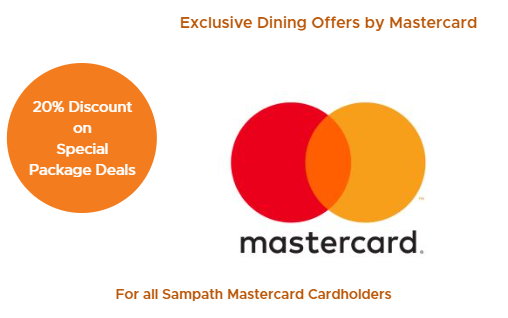 Exclusive Dining Offers by Mastercard
20% Discount
on
Special
Package Deals
mastercard.
For all Sampath Mastercard Cardholders